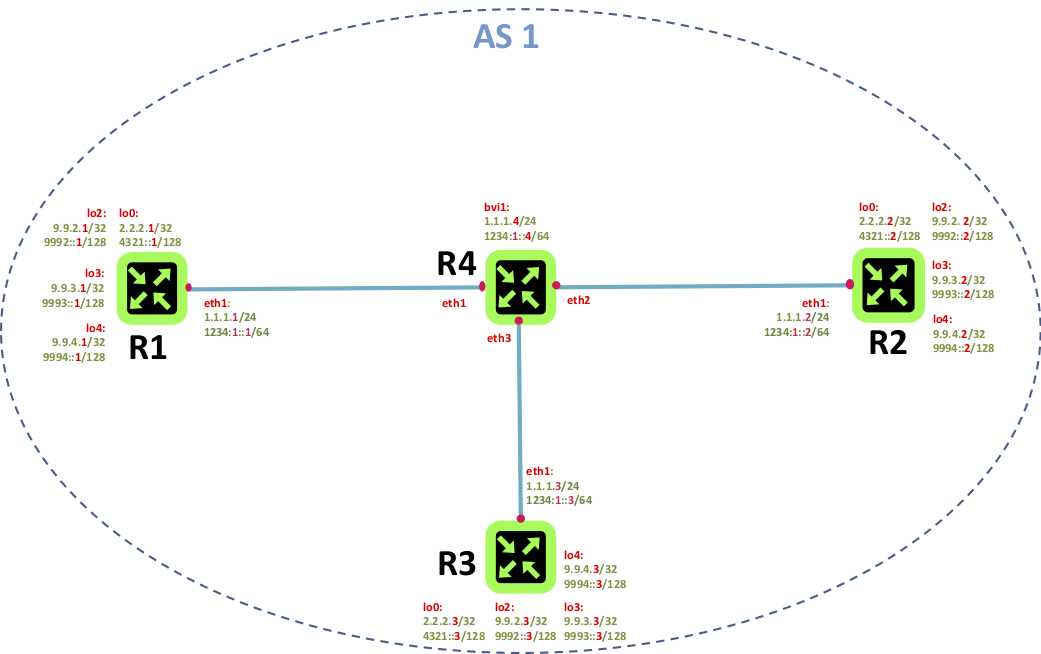 AS 1
lo2:
9.9.2.1/32
9992::1/128
lo0:
2.2.2.1/32
4321::1/128
lo3:
9.9.3.1/32
9993::1/128
lo4:
9.9.4.1/32
9994::1/128
R1
eth1:
1.1.1.1/24
1234:1::1/64
bvi1:
1.1.1.4/24
1234:1::4/64
R4
eth1
eth2
eth3
lo0:
2.2.2.2/32
4321::2/128
lo2:
9.9.2. 2/32
9992::2/128
lo3:
9.9.3.2/32
9993::2/128
lo4:
9.9.4.2/32
9994::2/128
eth1:
1.1.1.2/24
1234:1::2/64
R2
eth1:
1.1.1.3/24
1234:1::3/64
R3
lo4:
9.9.4.3/32
9994::3/128
lo0:
2.2.2.3/32
4321::3/128
lo2:
9.9.2.3/32
9992::3/128
lo3:
9.9.3.3/32
9993::3/128